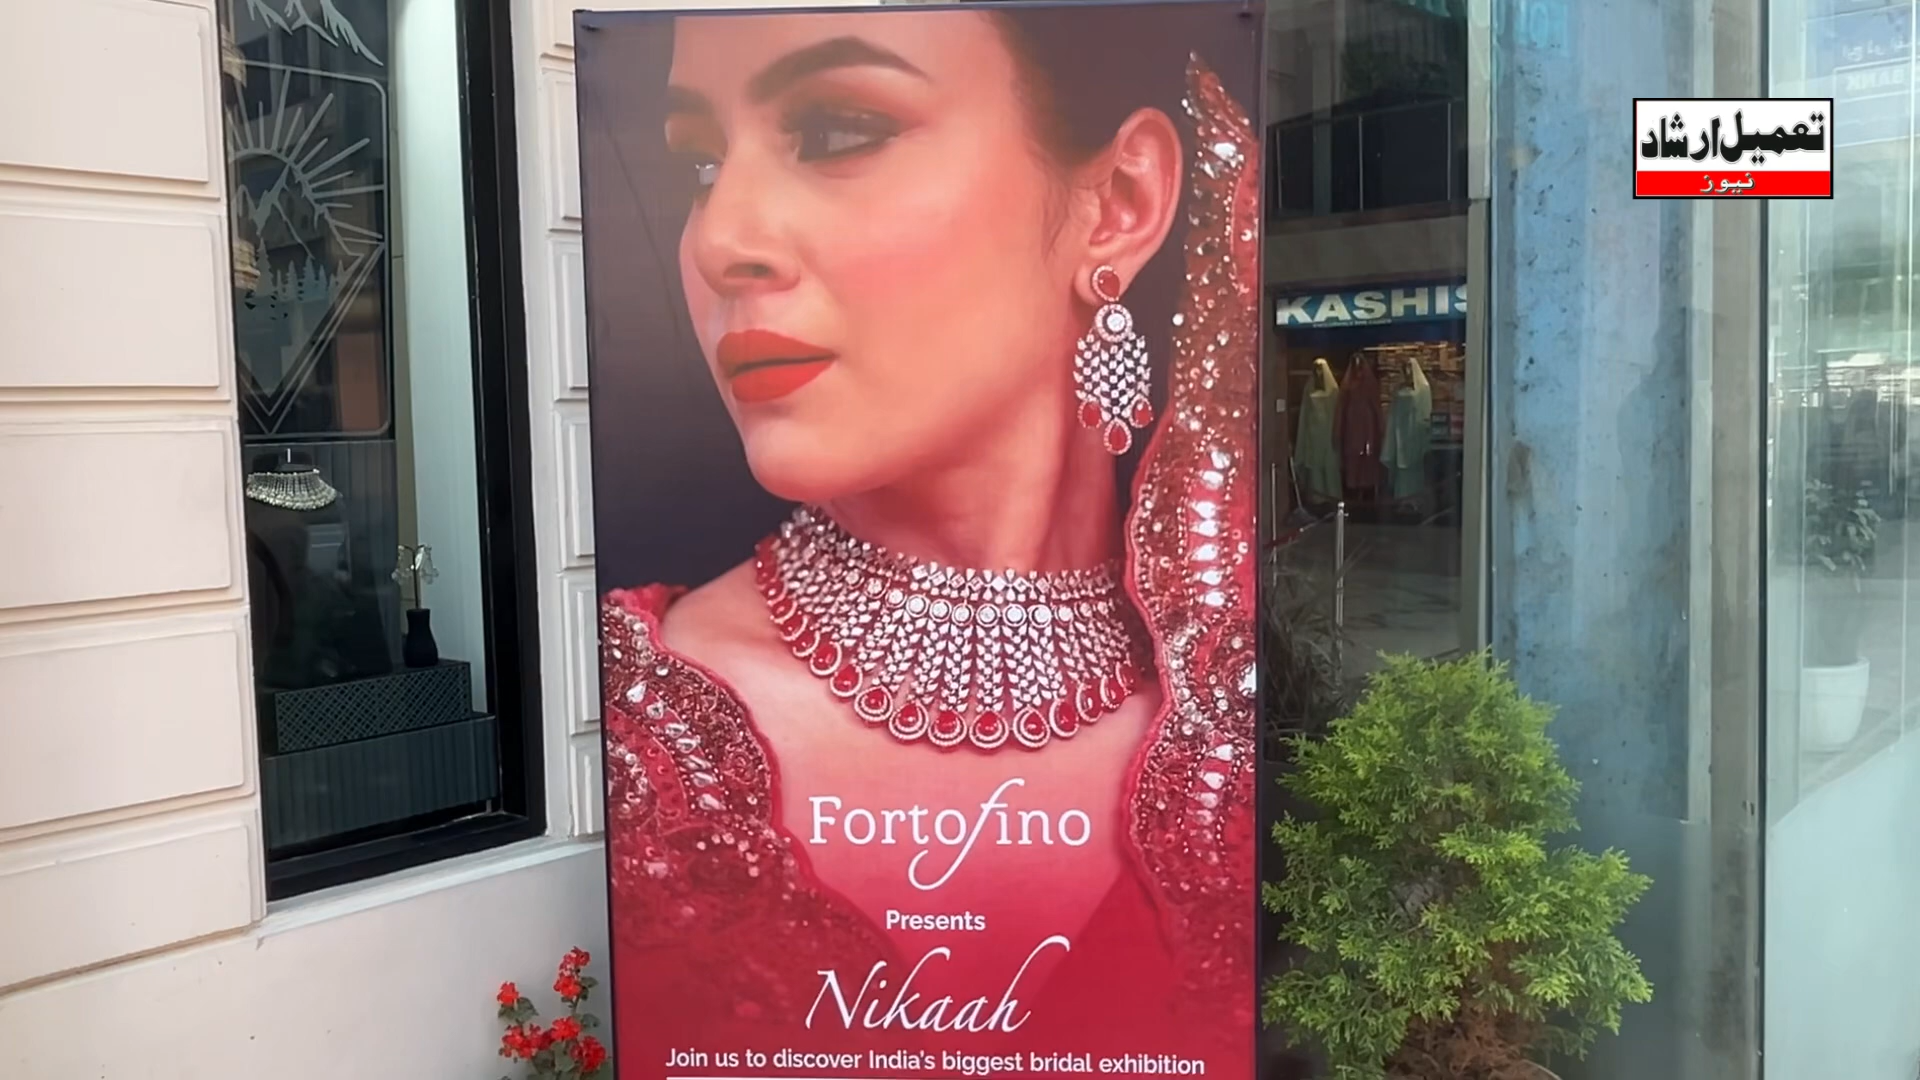 تعمیل ارشاد
نیوز
KASHIS
Fortofino
Presents
Nikaah
Join us to discover India's biggest bridal exhibition